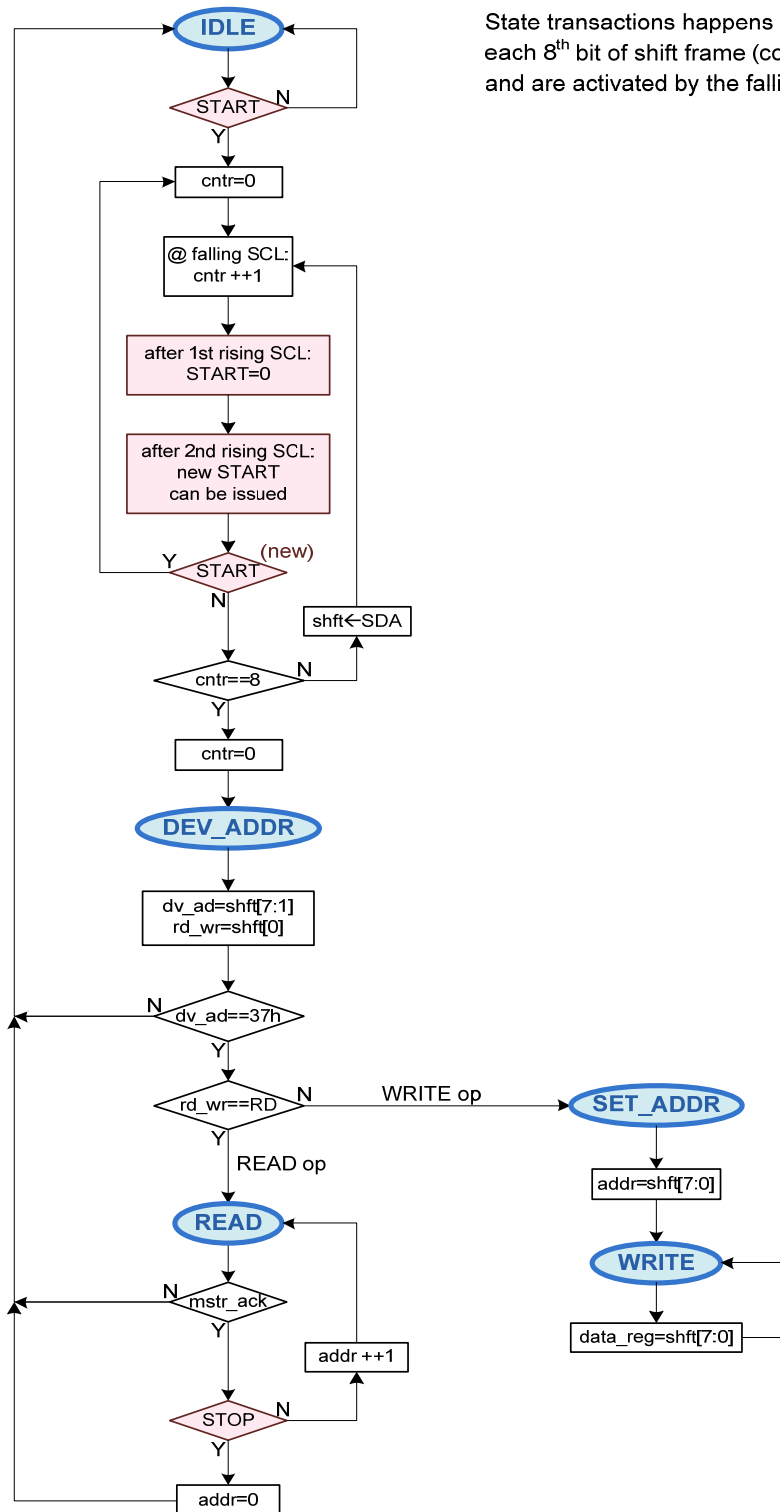 State transactions happens
each 8th bit of shift frame (co
and are activated by the falli
IDLE
START
N
Y
cntr=0
@ falling SCL:
cntr ++1
after 1st rising SCL:
START=0
after 2nd rising SCL:
new START
can be issued
(new)
Y
START
N
shft←SDA
cntr==8
N
Y
cntr=0
DEV_ADDR
dv_ad=shft[7:1]
rd_wr=shft[0]
N
dv_ad==37h
Y
rd_wr==RD
N
WRITE op
SET_ADDR
Y
READ op
addr=shft[7:0]
READ
WRITE
N
mstr_ack
Y
addr ++1
data_reg=shft[7:0]
STOP
N
Y
addr=0